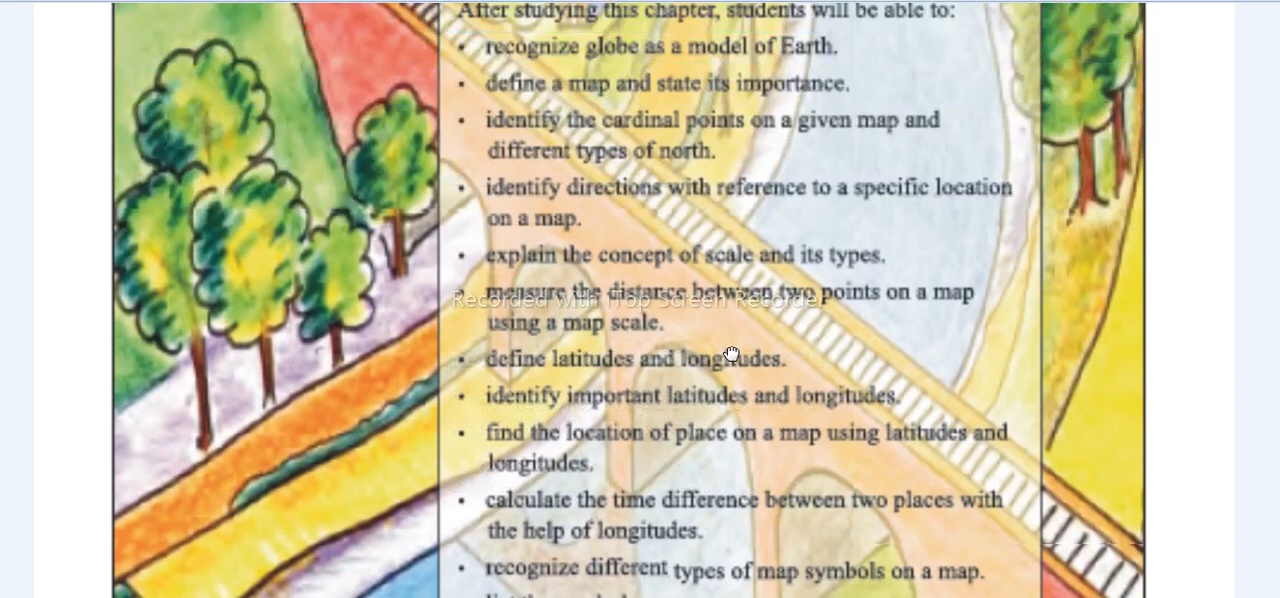 After studying this chapter, students will be able to:
• recognize globe as a model of Earth.
• define a map and state its importance.
• identify the cardinal points on a given map and
different types of north.
• identify directions with reference to a specific location
on a map.
• explain the concept of scale and its types.
• measure the distance between two points on a map
Recorded with iTop Screen Recorder
using a map scale.
• define latitudes and longitudes.
• identify important latitudes and longitudes.
• find the location of place on a map using latitudes and
longitudes.
• calculate the time difference between two places with
the help of longitudes.
• recognize different types of map symbols on a map.